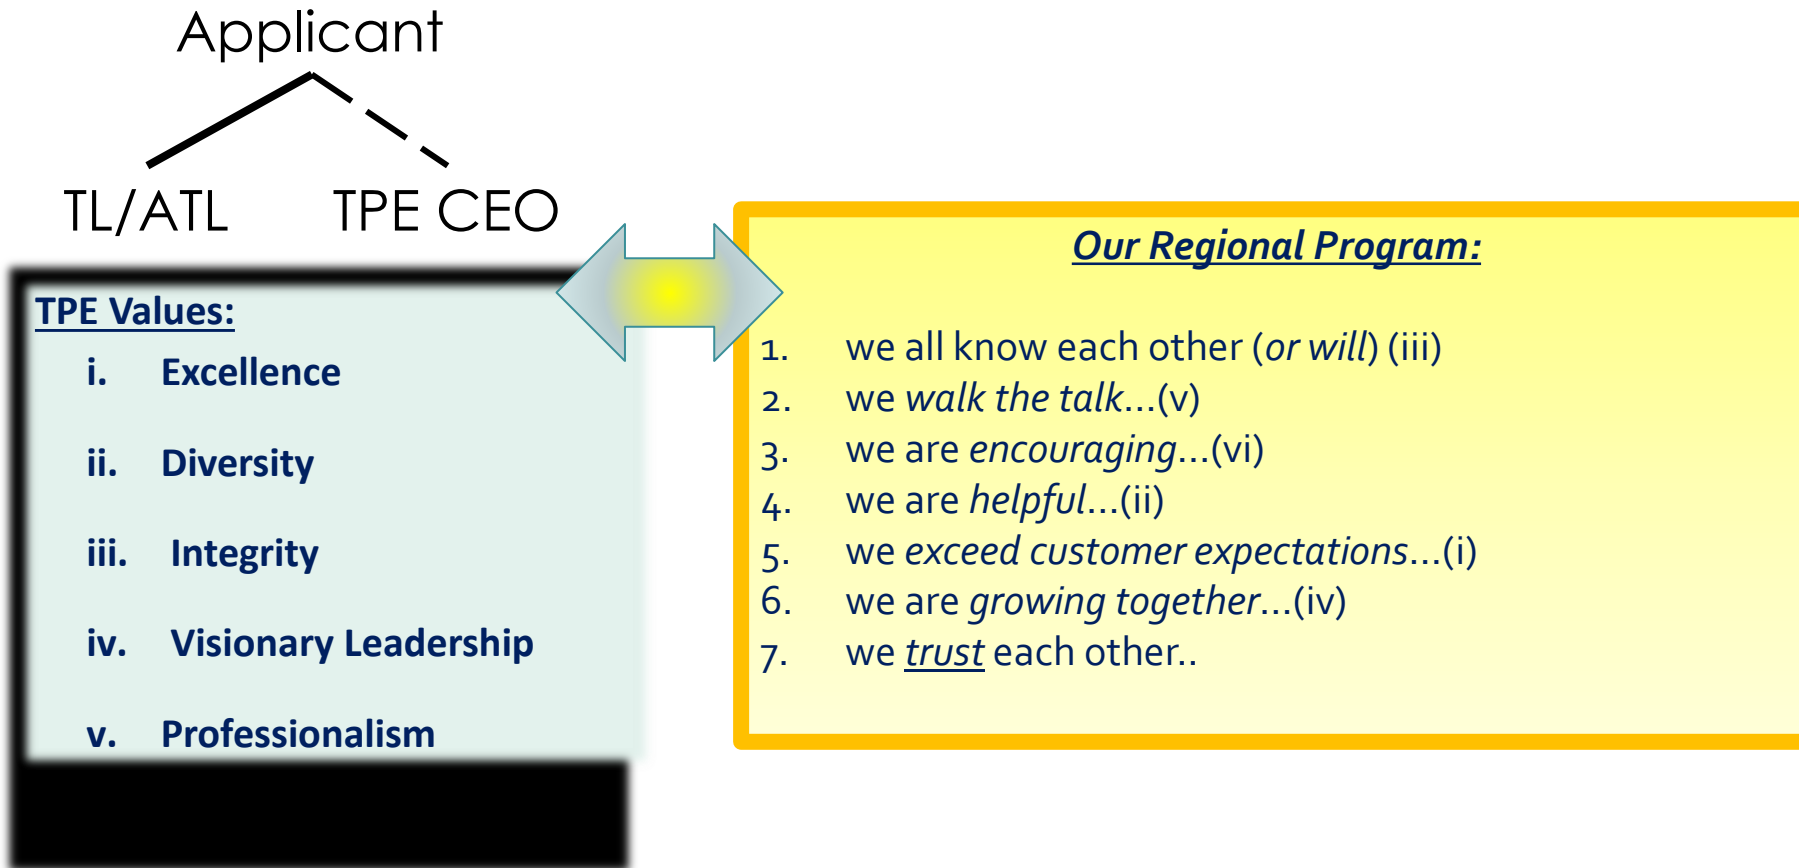 Applicant
TL/ATL TPE CEO
TPE Values:
i. Excellence
ii. Diversity
iii. Integrity
iv. Visionary Leadership
v. Professionalism
Our Regional Program:
1. we all know each other (or will) (iii)
2. we walk the talk...(v)
3. we are encouraging...(vi)
4. we are helpful...(ii)
5. we exceed customer expectations...(i)
6. we are growing together...(iv)
7. we trust each other..